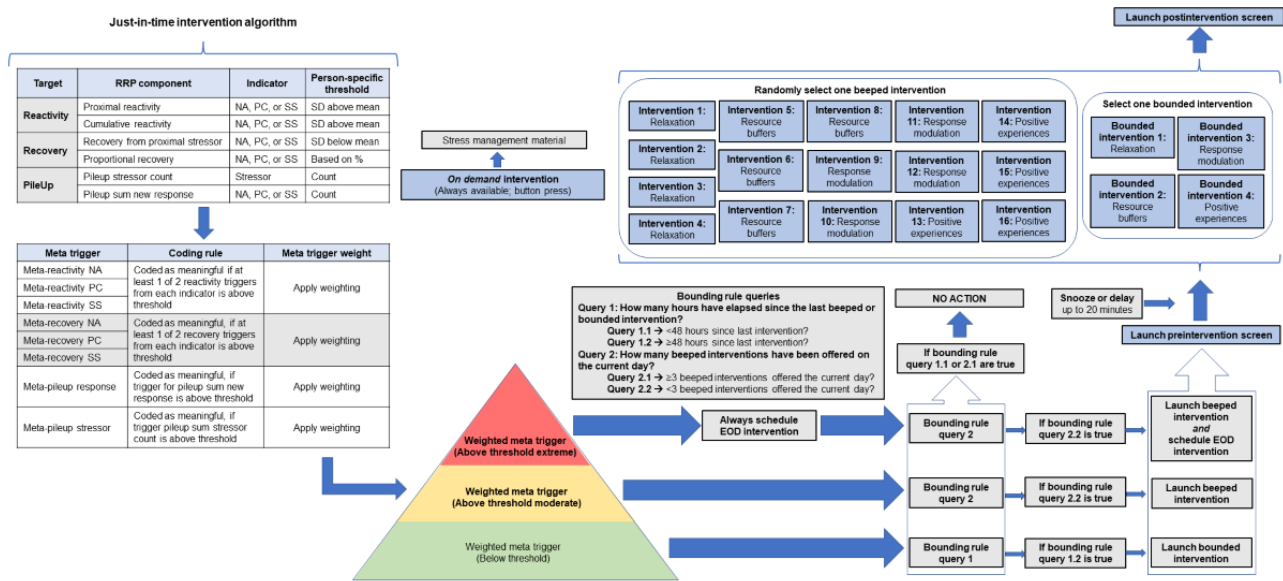 Just-in-time intervention algorithm
Target
RRP component
Indicator
Person-specific
threshold
Reactivity
Proximal reactivity
NA, PC, or SS
SD above mean
Cumulative reactivity
NA, PC, or SS
SD above mean
Recovery
Recovery from proximal stressor
NA, PC, or SS
SD below mean
Proportional recovery
NA, PC, or SS
Based on %
PileUp
Pileup stressor count
Stressor
Count
Pileup sum new response
NA, PC, or SS
Count
Meta trigger
Coding rule
Meta trigger weight
Meta-reactivity NA
Meta-reactivity PC
Meta-reactivity SS
Coded as meaningful if at
least 1 of 2 reactivity triggers
from each indicator is above
threshold
Apply weighting
Meta-recovery NA
Meta-recovery PC
Meta-recovery SS
Coded as meaningful, if at
least 1 of 2 recovery triggers
from each indicator is above
threshold
Apply weighting
Meta-pileup response
Coded as meaningful, if
trigger for pileup sum new
response is above threshold
Apply weighting
Meta-pileup stressor
Coded as meaningful, if
trigger pileup sum stressor
count is above threshold
Apply weighting
Stress management material
On demand intervention
(Always available; button press)
Launch postintervention screen
Randomly select one beeped intervention
Intervention 1:
Relaxation
Intervention 2:
Relaxation
Intervention 3:
Relaxation
Intervention 4:
Relaxation
Intervention 5:
Resource
buffers
Intervention 6:
Resource
buffers
Intervention 7:
Resource
buffers
Intervention 8:
Resource
buffers
Intervention 9:
Response
modulation
Intervention
10: Response
modulation
Intervention
11: Response
modulation
Intervention
12: Response
modulation
Intervention
13: Positive
experiences
Intervention
14: Positive
experiences
Intervention
15: Positive
experiences
Intervention
16: Positive
experiences
Select one bounded intervention
Bounded
intervention 1:
Relaxation
Bounded
intervention 2:
Resource
buffers
Bounded
intervention 3:
Response
modulation
Bounded
intervention 4:
Positive
experiences
Bounding rule queries
Query 1: How many hours have elapsed since the last beeped or
bounded intervention?
Query 1.1 → <48 hours since last intervention?
Query 1.2 → ≥48 hours since last intervention?
Query 2: How many beeped interventions have been offered on
the current day?
Query 2.1 → ≥3 beeped interventions offered the current day?
Query 2.2 → <3 beeped interventions offered the current day?
NO ACTION
If bounding rule
query 1.1 or 2.1 are
true
Snooze or delay
up to 20 minutes
Launch preintervention screen
Weighted meta trigger
(Above threshold extreme)
Always schedule
EOD intervention
Bounding rule
query 2
If bounding rule
query 2.2 is true
Launch beeped
intervention
and
schedule EOD
intervention
Weighted meta trigger
(Above threshold moderate)
Bounding rule
query 2
If bounding rule
query 2.2 is true
Launch beeped
intervention
Weighted meta trigger
(Below threshold)
Bounding rule
query 1
If bounding rule
query 1.2 is true
Launch bounded
intervention